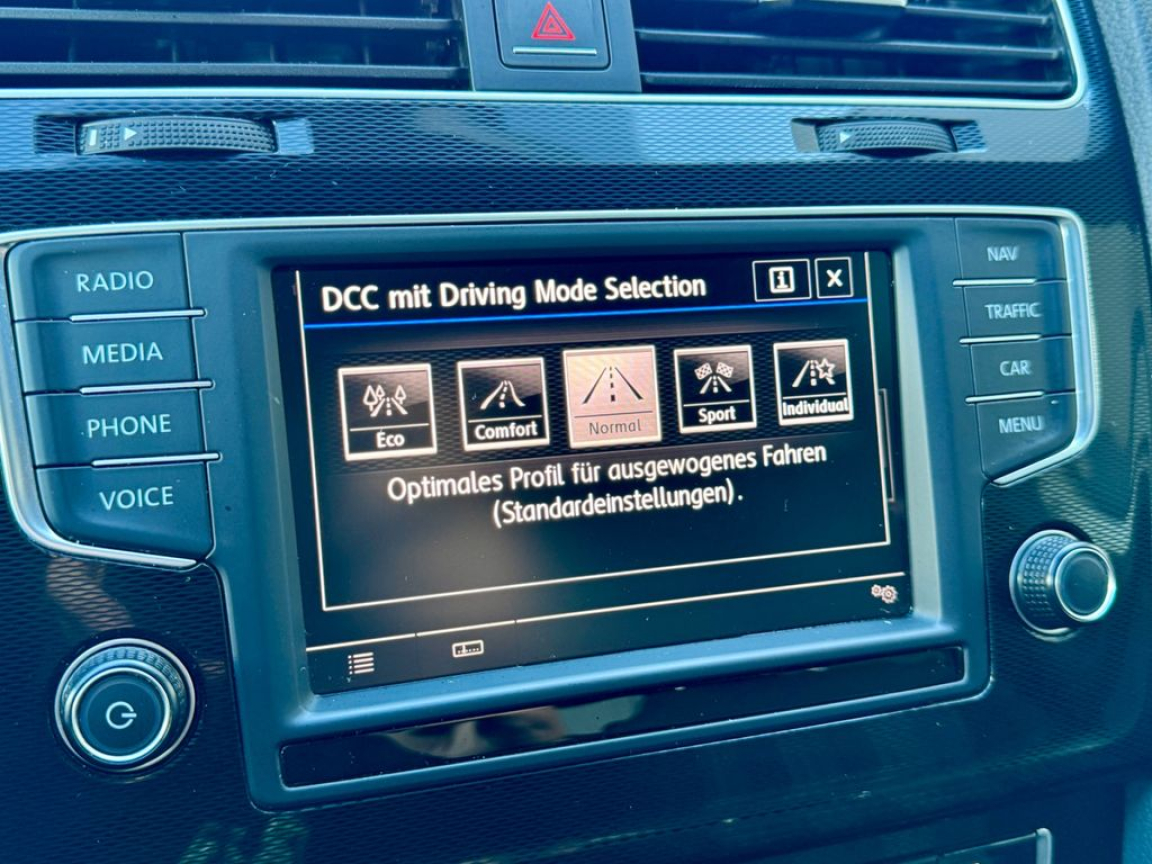 RADIO
MEDIA
PHONE
VOICE
DCC mit Driving Mode Selection
i X
Eco
Comfort
Normal
Sport
Individual
Optimales Profil für ausgewogenes Fahren
(Standardeinstellungen).
NAV
TRAFFIC
CAR
MENU